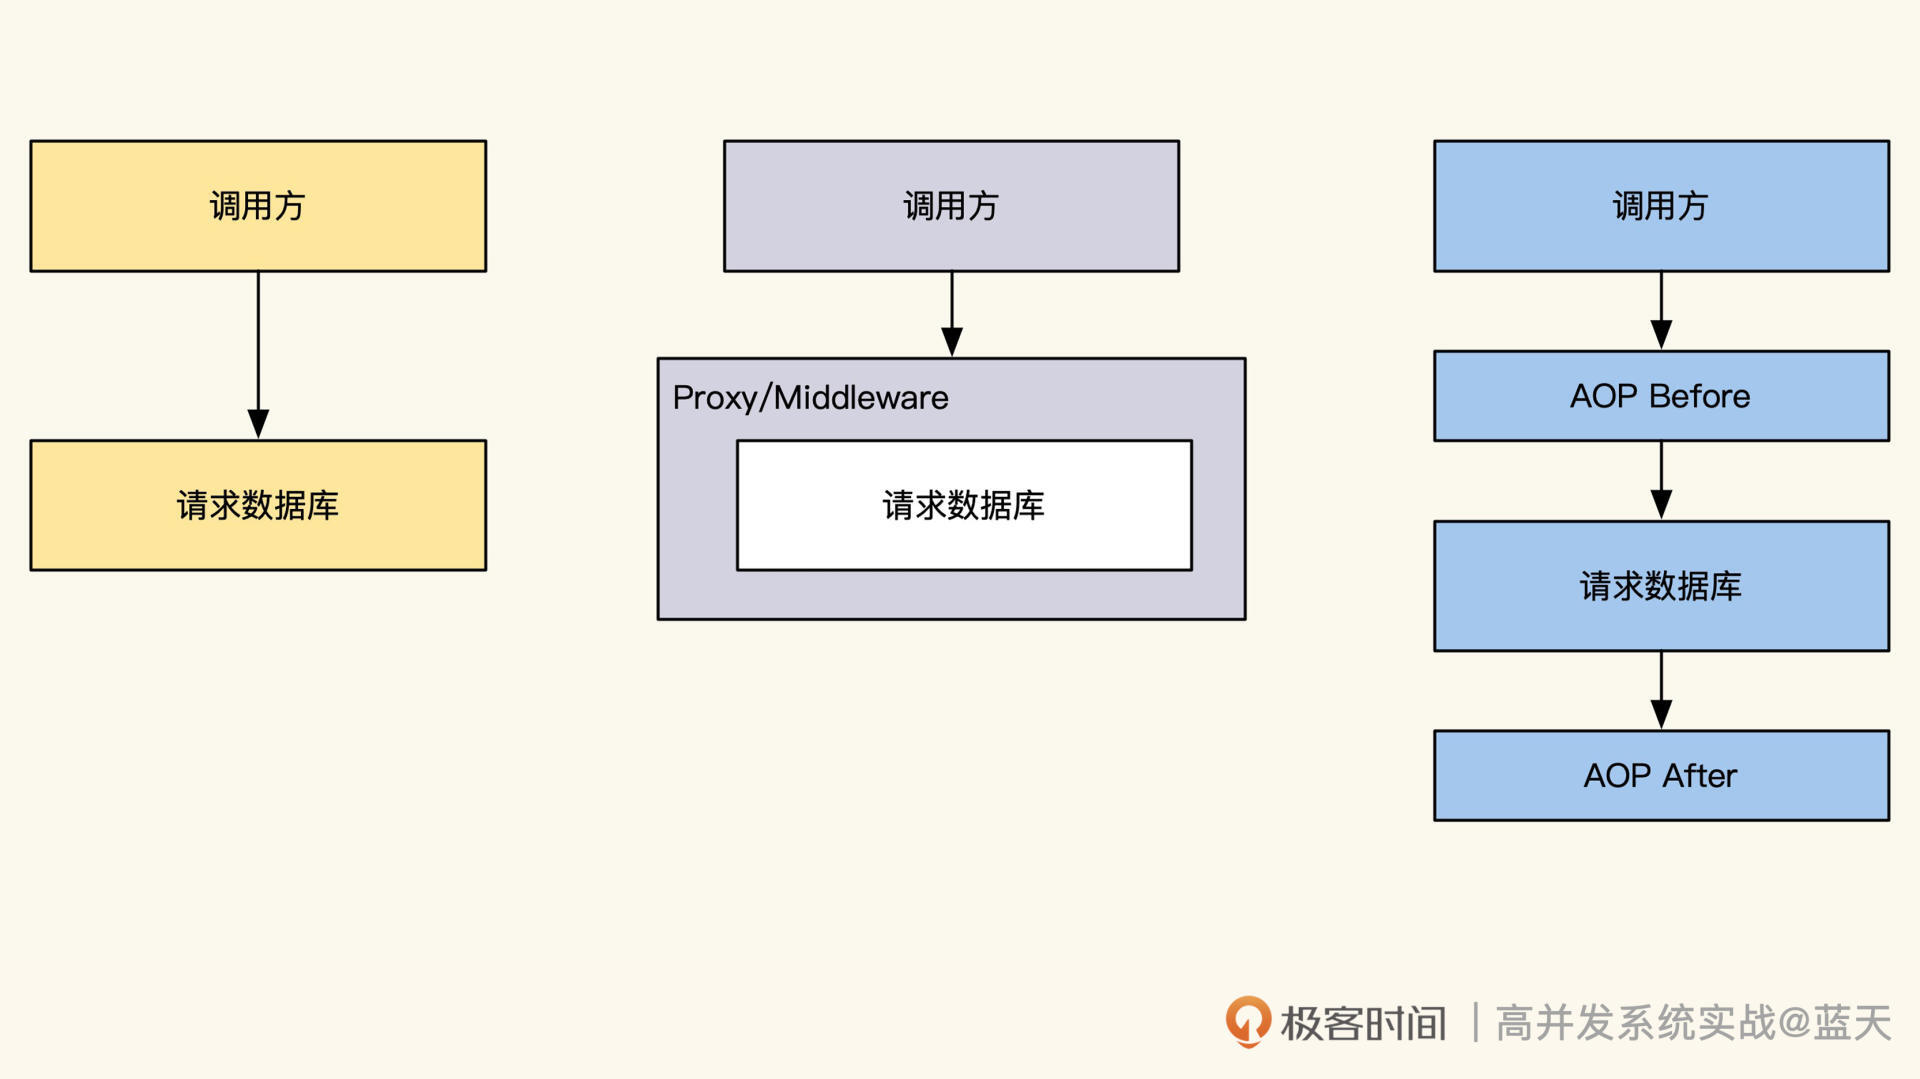 调用方
请求数据库
调用方
Proxy/Middleware
请求数据库
调用方
AOP Before
请求数据库
AOP After
极客时间 | 高并发系统实战@蓝天